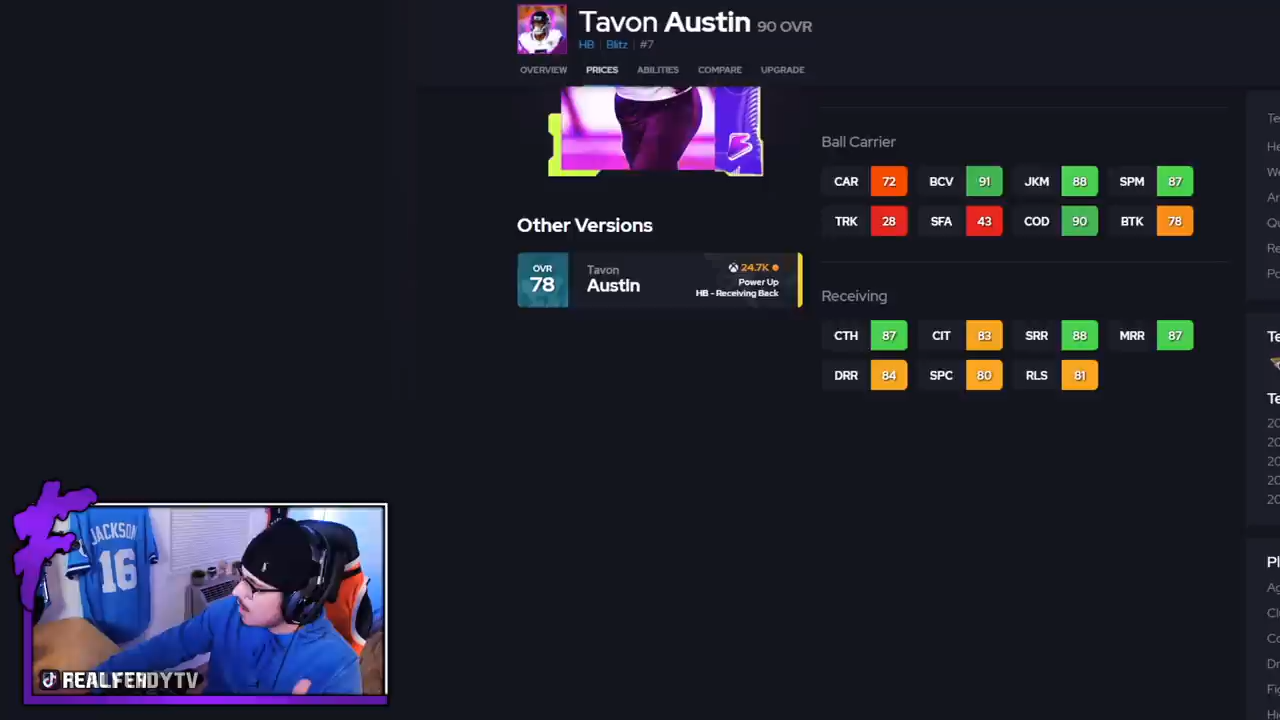 Tavon Austin 90 OVR
HB | Blitz | #7
OVERVIEW PRICES ABILITIES COMPARE UPGRADE
Ball Carrier
CAR 72 BCV 91 JKM 88 SPM 87
TRK 28 SFA 43 COD 90 BTK 78
Other Versions
OVR
78
Tavon
Austin
24.7K
Power Up
HB - Receiving Back
Receiving
CTH 87 CIT 83 SRR 88 MRR 87
DRR 84 SPC 80 RLS 81
JACKSON
16
REALFERDYTV